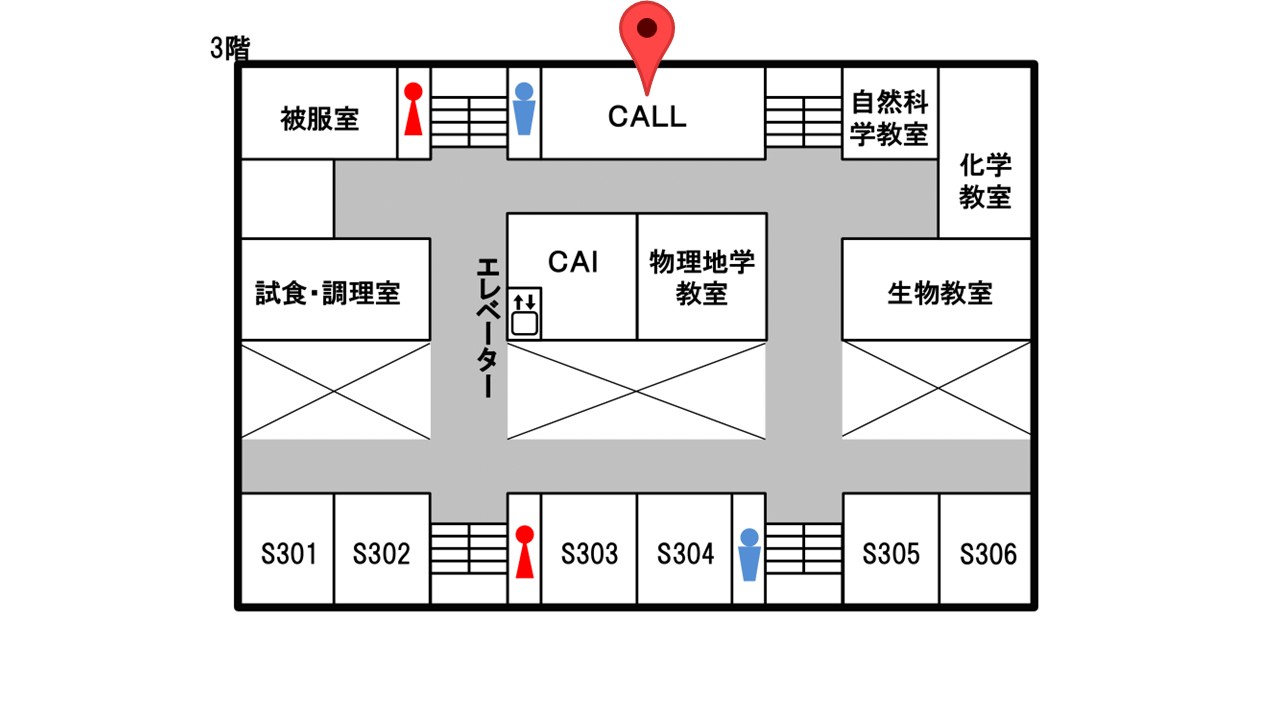 3階
被服室
CALL
自然科
学教室
化学
教室
エレベーター
CAI
物理地学
教室
試食・調理室
生物教室
S301
S302
S303
S304
S305
S306